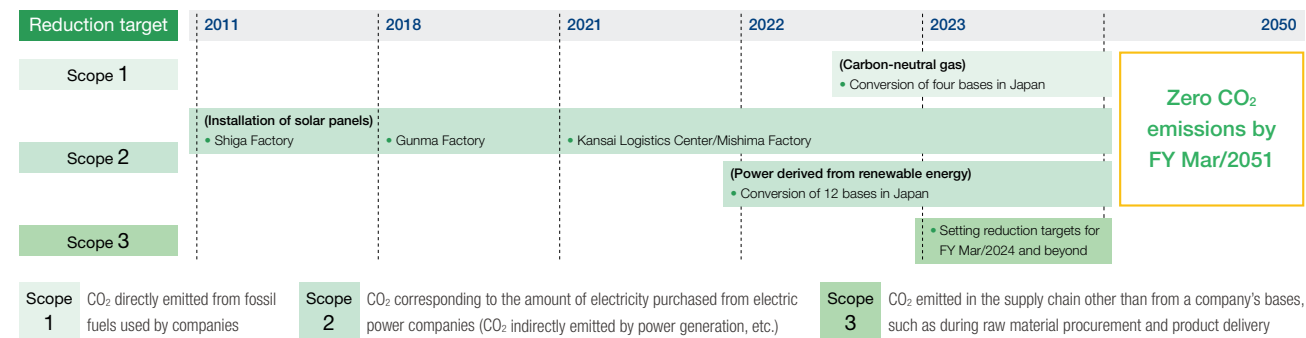 Reduction target 2011 2018 2021 2022 2023 2050
Scope 1
(Carbon-neutral gas)
• Conversion of four bases in Japan
Scope 2
(Installation of solar panels)
• Shiga Factory • Gunma Factory • Kansai Logistics Center/Mishima Factory
(Power derived from renewable energy)
• Conversion of 12 bases in Japan
Scope 3
• Setting reduction targets for
FY Mar/2024 and beyond
Zero CO₂
emissions by
FY Mar/2051
Scope
1
CO₂ directly emitted from fossil
fuels used by companies
Scope
2
CO₂ corresponding to the amount of electricity purchased from electric
power companies (CO₂ indirectly emitted by power generation, etc.)
Scope
3
CO₂ emitted in the supply chain other than from a company's bases,
such as during raw material procurement and product delivery